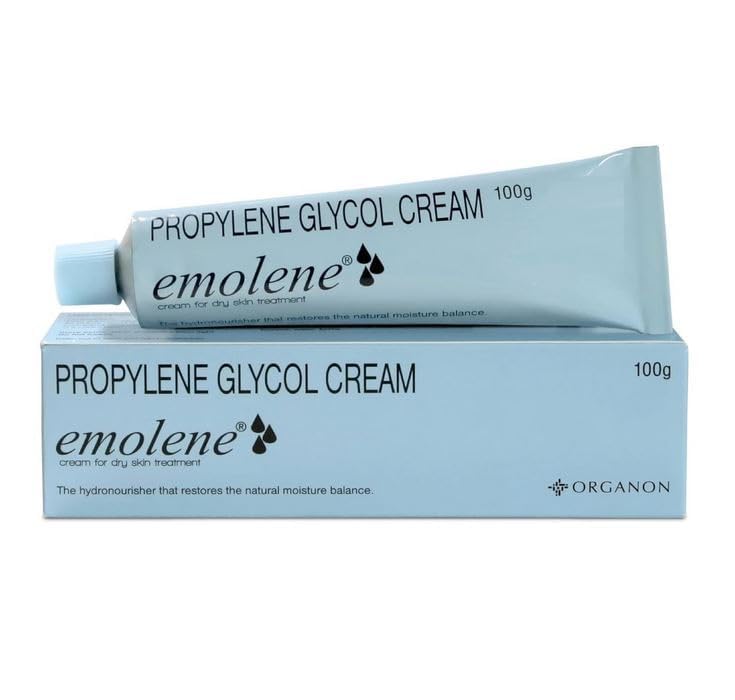 PROPYLENE GLYCOL CREAM 100g
emolene®
cream for dry skin treatment
The hydronourisher that restores the natural moisture balance.
PROPYLENE GLYCOL CREAM 100g
emolene®
cream for dry skin treatment
The hydronourisher that restores the natural moisture balance.
ORGANON